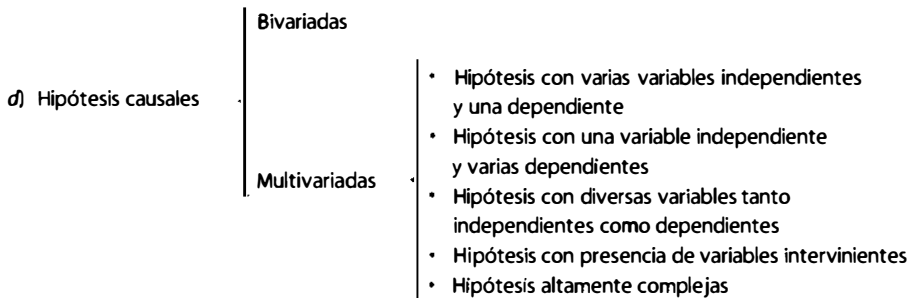 Bivariadas
d) Hipótesis causales
• Hipótesis con varias variables independientes
y una dependiente
• Hipótesis con una variable independiente
y varias dependientes
Multivariadas
• Hipótesis con diversas variables tanto
independientes como dependientes
• Hipótesis con presencia de variables intervinientes
• Hipótesis altamente complejas